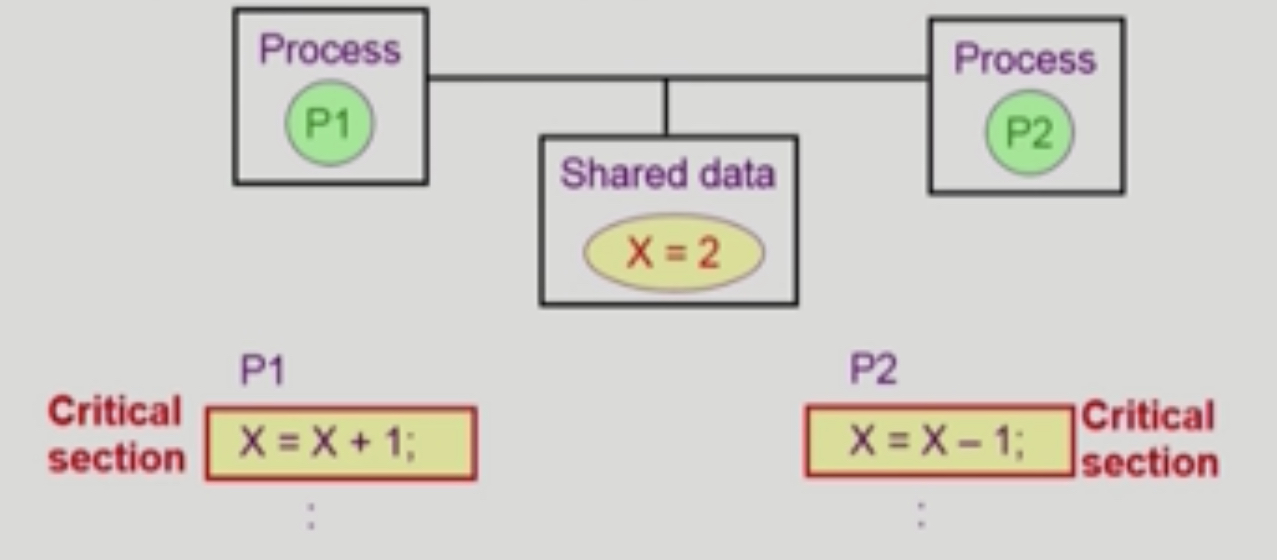 Process
P1
Process
P2
Shared data
X = 2
P1
Critical
section
X = X + 1;
:
P2
X = X – 1;
Critical
section
: